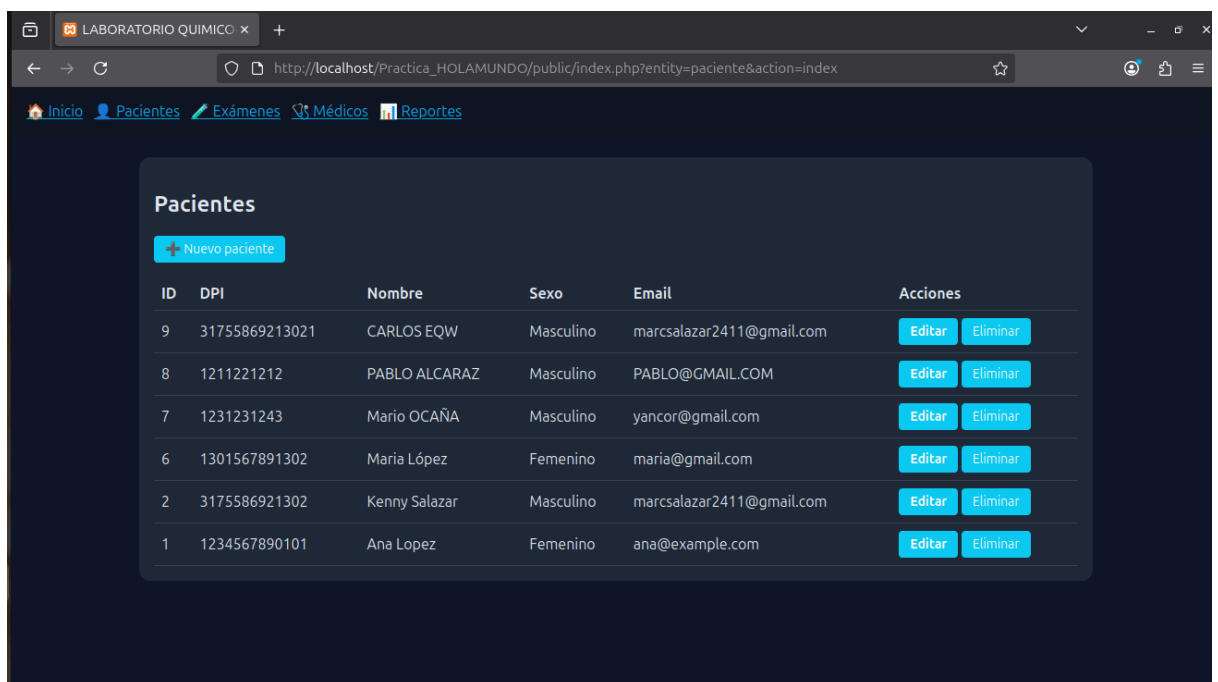 LABORATORIO QUIMICO
http://localhost/Practica_HOLAMUNDO/public/index.php?entity=paciente&action=index
Inicio Pacientes Exámenes Médicos Reportes
Pacientes
Nuevo paciente
ID DPI Nombre Sexo Email Acciones
9 31755869213021 CARLOS EQW Masculino marcsalazar2411@gmail.com Editar Eliminar
8 1211221212 PABLO ALCARAZ Masculino PABLO@GMAIL.COM Editar Eliminar
7 1231231243 Mario OCAÑA Masculino yancor@gmail.com Editar Eliminar
6 1301567891302 Maria López Femenino maria@gmail.com Editar Eliminar
2 3175586921302 Kenny Salazar Masculino marcsalazar2411@gmail.com Editar Eliminar
1 1234567890101 Ana Lopez Femenino ana@example.com Editar Eliminar